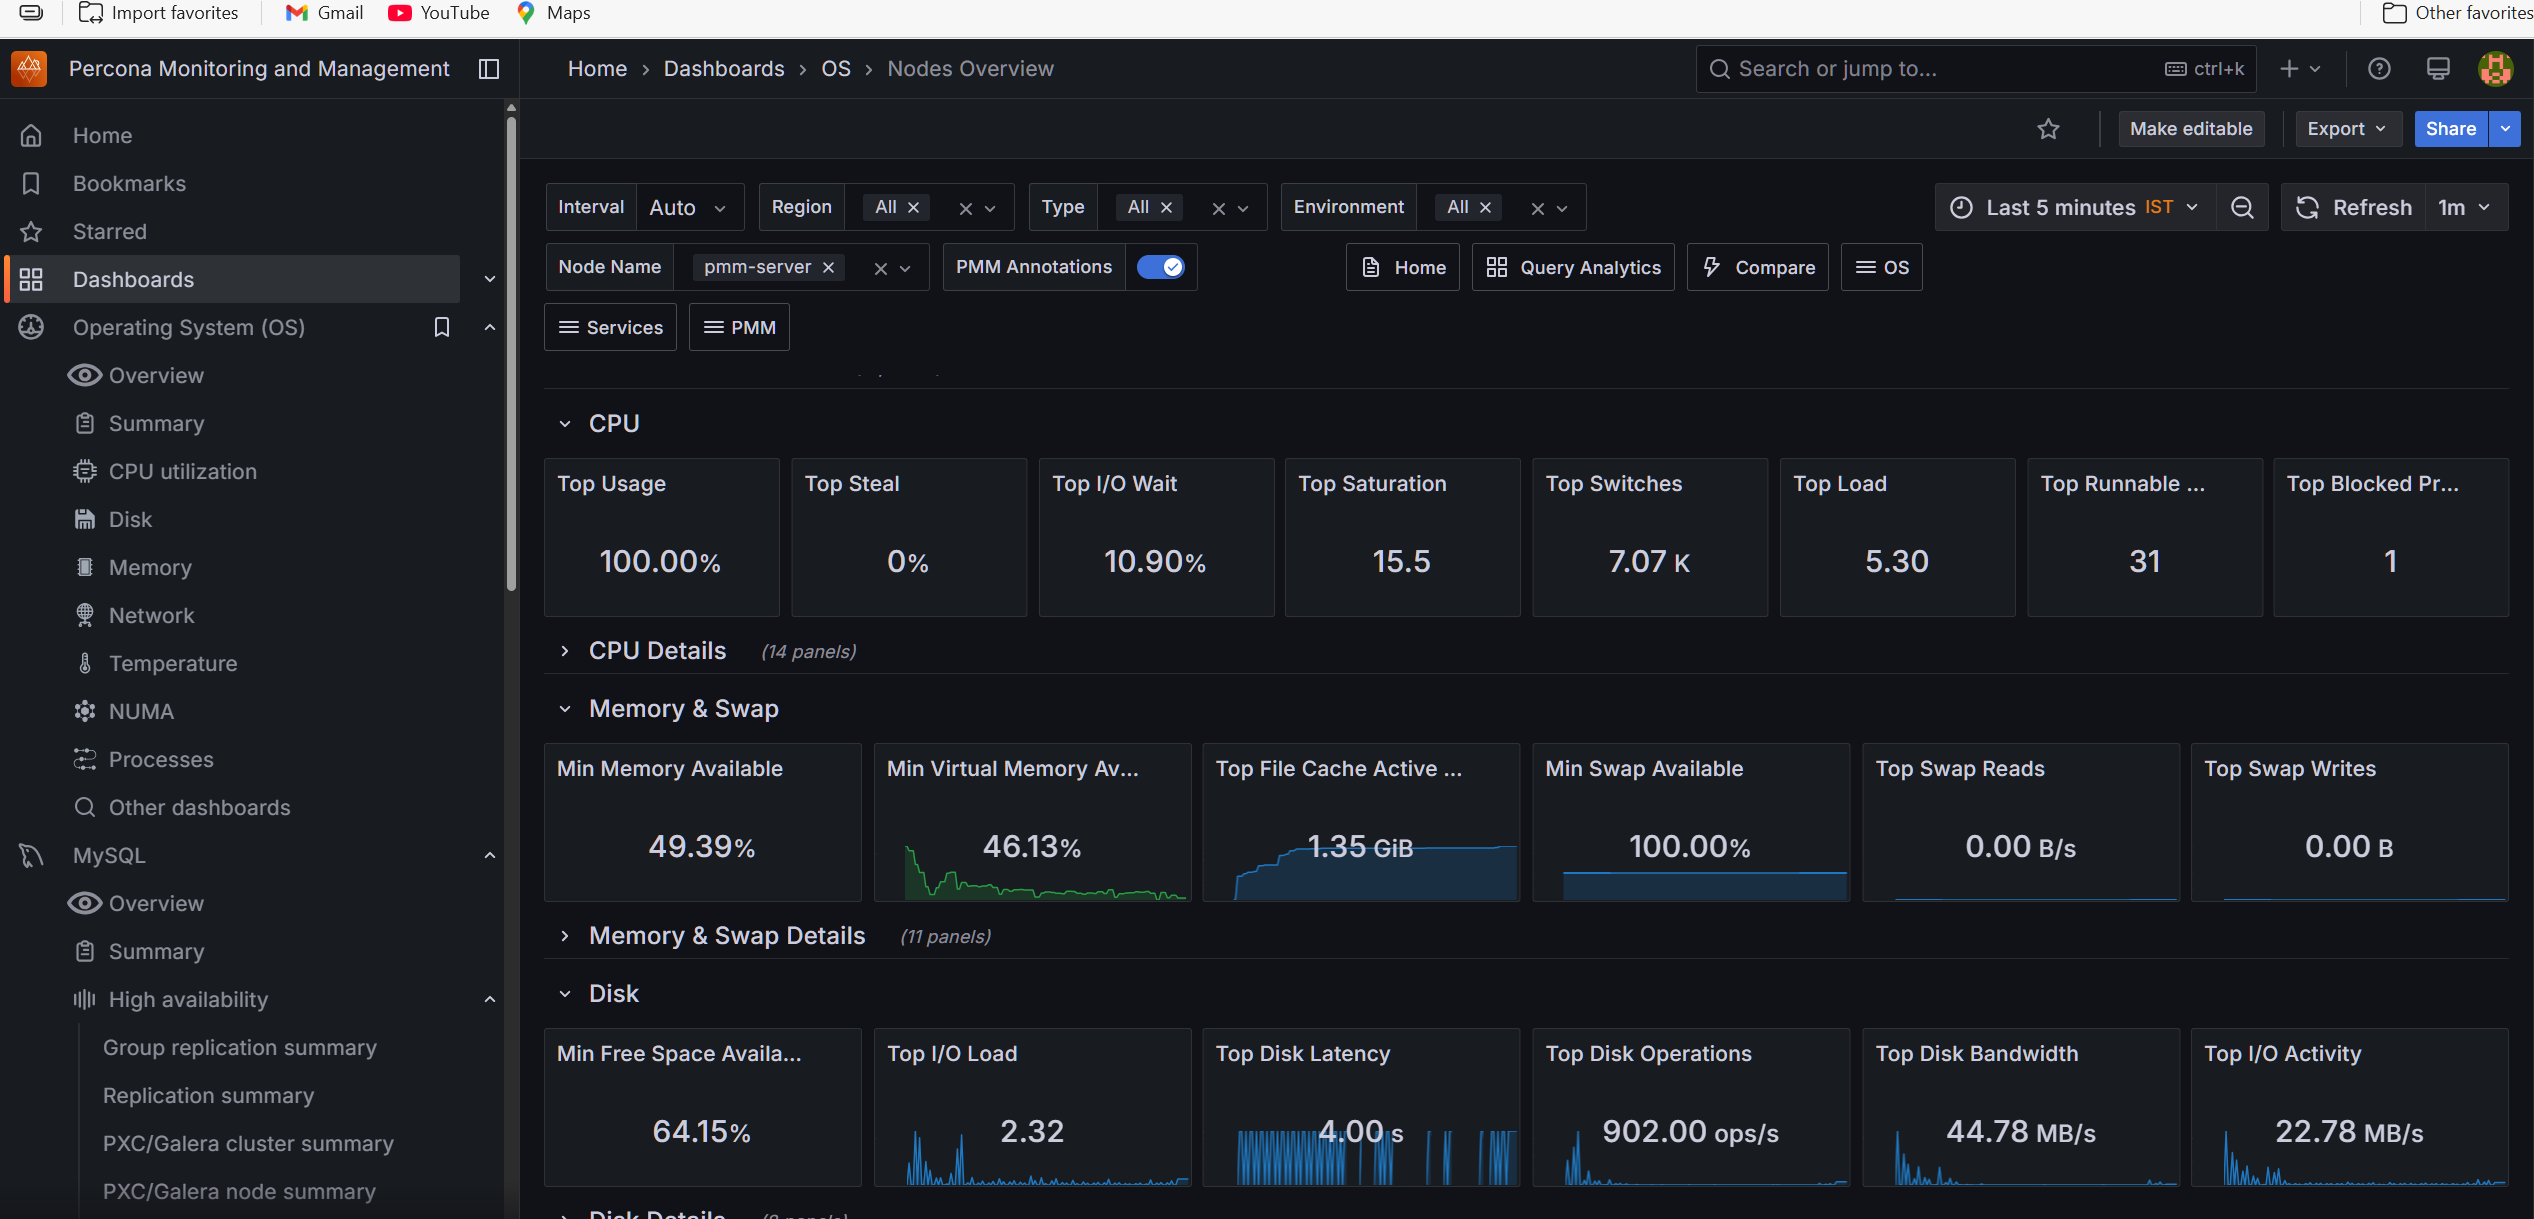 Import favorites Gmail YouTube Maps Other favorites
Percona Monitoring and Management Home › Dashboards › OS › Nodes Overview Search or jump to... ctrl+k
Make editable Export Share
Home
Bookmarks
Starred
Dashboards
Operating System (OS)
Overview
Summary
CPU utilization
Disk
Memory
Network
Temperature
NUMA
Processes
Other dashboards
MySQL
Overview
Summary
High availability
Group replication summary
Replication summary
PXC/Galera cluster summary
PXC/Galera node summary
Interval Auto Region All Type All Environment All Last 5 minutes IST Refresh 1m
Node Name pmm-server PMM Annotations Home Query Analytics Compare OS
Services PMM
CPU
Top Usage Top Steal Top I/O Wait Top Saturation Top Switches Top Load Top Runnable ... Top Blocked Pr...
100.00% 0% 10.90% 15.5 7.07 K 5.30 31 1
CPU Details (14 panels)
Memory & Swap
Min Memory Available Min Virtual Memory Av... Top File Cache Active ... Min Swap Available Top Swap Reads Top Swap Writes
49.39% 46.13% 1.35 GiB 100.00% 0.00 B/s 0.00 B
Memory & Swap Details (11 panels)
Disk
Min Free Space Availa... Top I/O Load Top Disk Latency Top Disk Operations Top Disk Bandwidth Top I/O Activity
64.15% 2.32 4.00 s 902.00 ops/s 44.78 MB/s 22.78 MB/s
Disk Details